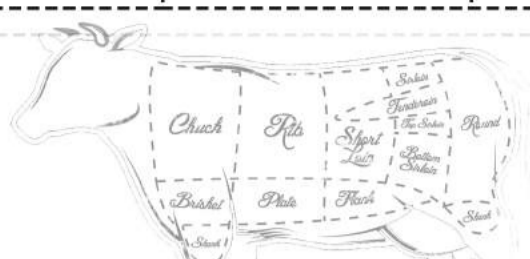 Chuck
Rib
Short
Loin
Sirloin
Tenderloin
Top Sirloin
Bottom
Sirloin
Round
Brisket
Plate
Flank
Shank
Shank